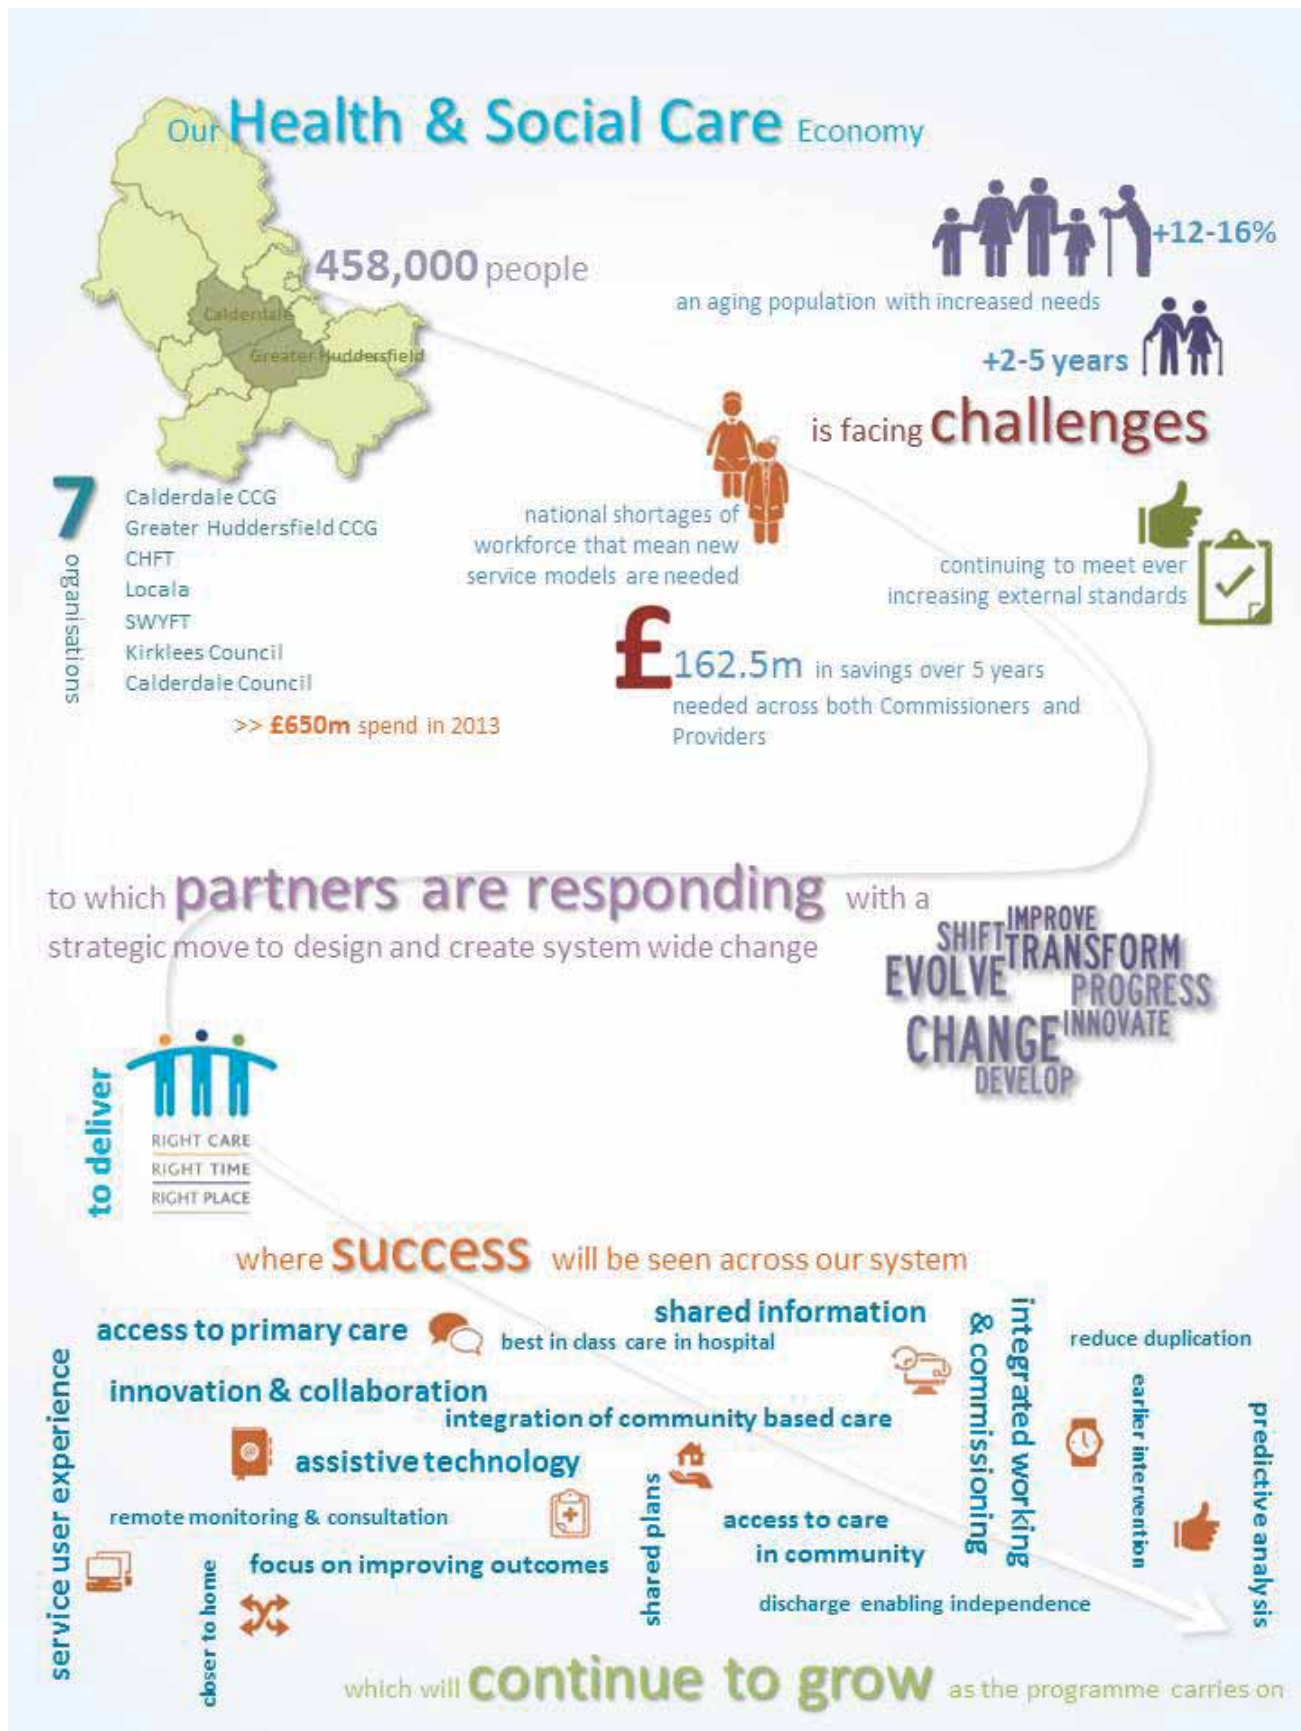 Our Health & Social Care Economy
458,000 people
Calderdale
Greater Huddersfield
+12-16%
an aging population with increased needs
+2-5 years
is facing challenges
7
organisations
Calderdale CCG
Greater Huddersfield CCG
CHFT
Locala
SWYFT
Kirklees Council
Calderdale Council
>> £650m spend in 2013
national shortages of
workforce that mean new
service models are needed
continuing to meet ever
increasing external standards
£162.5m in savings over 5 years
needed across both Commissioners and
Providers
to which partners are responding with a
strategic move to design and create system wide change
IMPROVE
SHIFT
TRANSFORM
EVOLVE
PROGRESS
CHANGE
INNOVATE
DEVELOP
to deliver
RIGHT CARE
RIGHT TIME
RIGHT PLACE
where success will be seen across our system
service user experience
access to primary care
shared information
best in class care in hospital
integrated working
& commissioning
reduce duplication
innovation & collaboration
integration of community based care
earlier intervention
predictive analysis
assistive technology
remote monitoring & consultation
shared plans
access to care
in community
closer to home
focus on improving outcomes
discharge enabling independence
which will continue to grow as the programme carries on